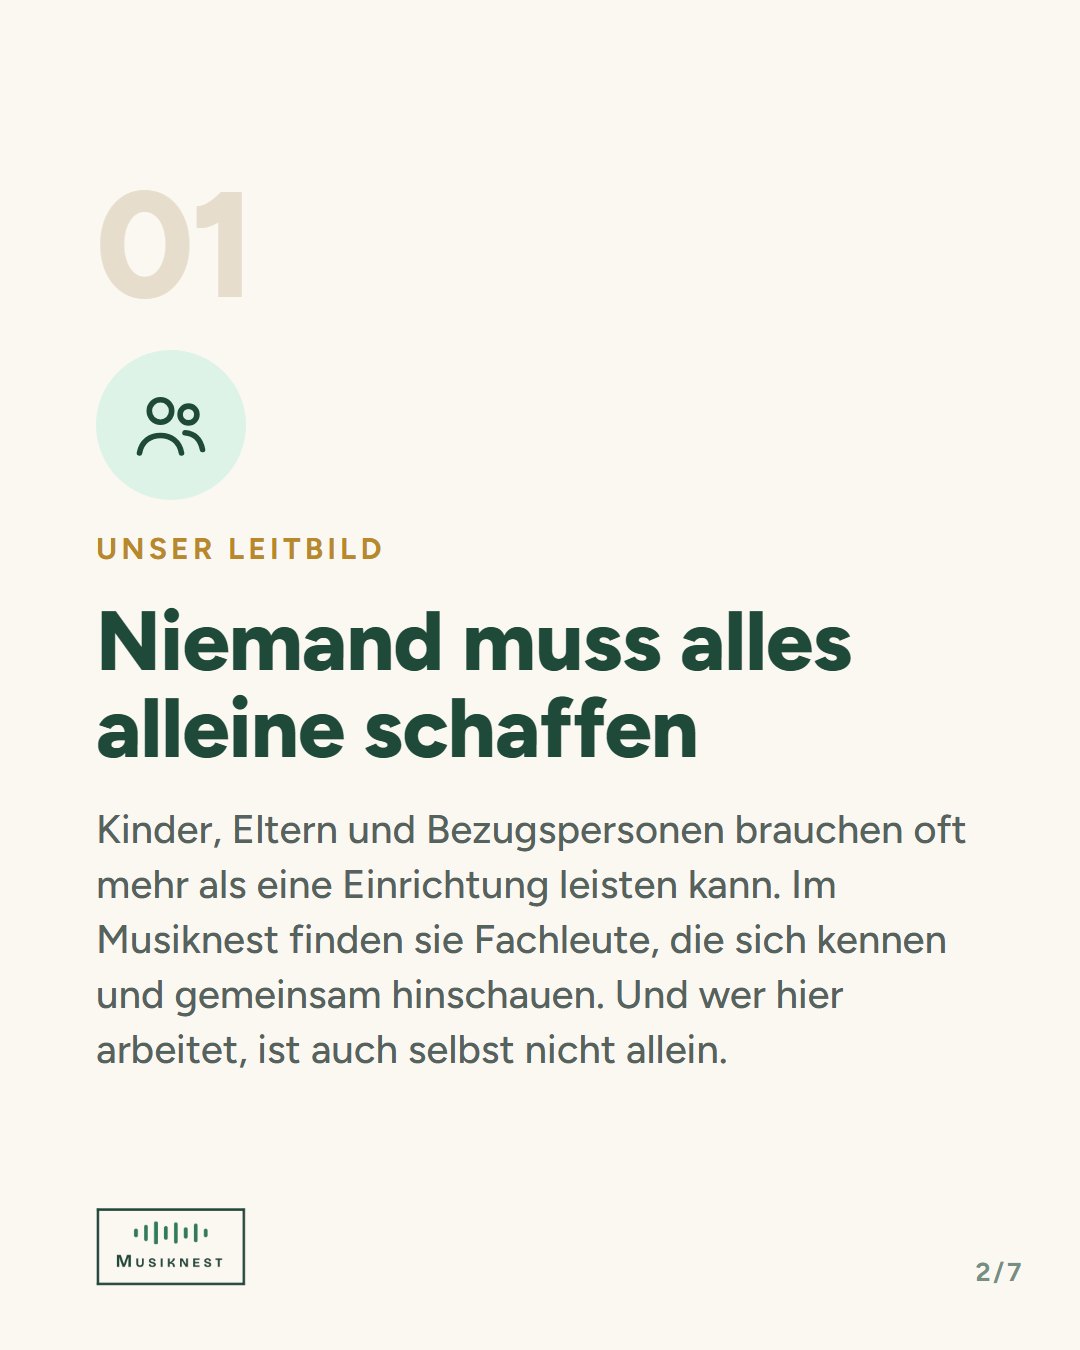 01
UNSER LEITBILD
Niemand muss alles
alleine schaffen
Kinder, Eltern und Bezugspersonen brauchen oft
mehr als eine Einrichtung leisten kann. Im
Musiknest finden sie Fachleute, die sich kennen
und gemeinsam hinschauen. Und wer hier
arbeitet, ist auch selbst nicht allein.
MUSIKNEST
2/7